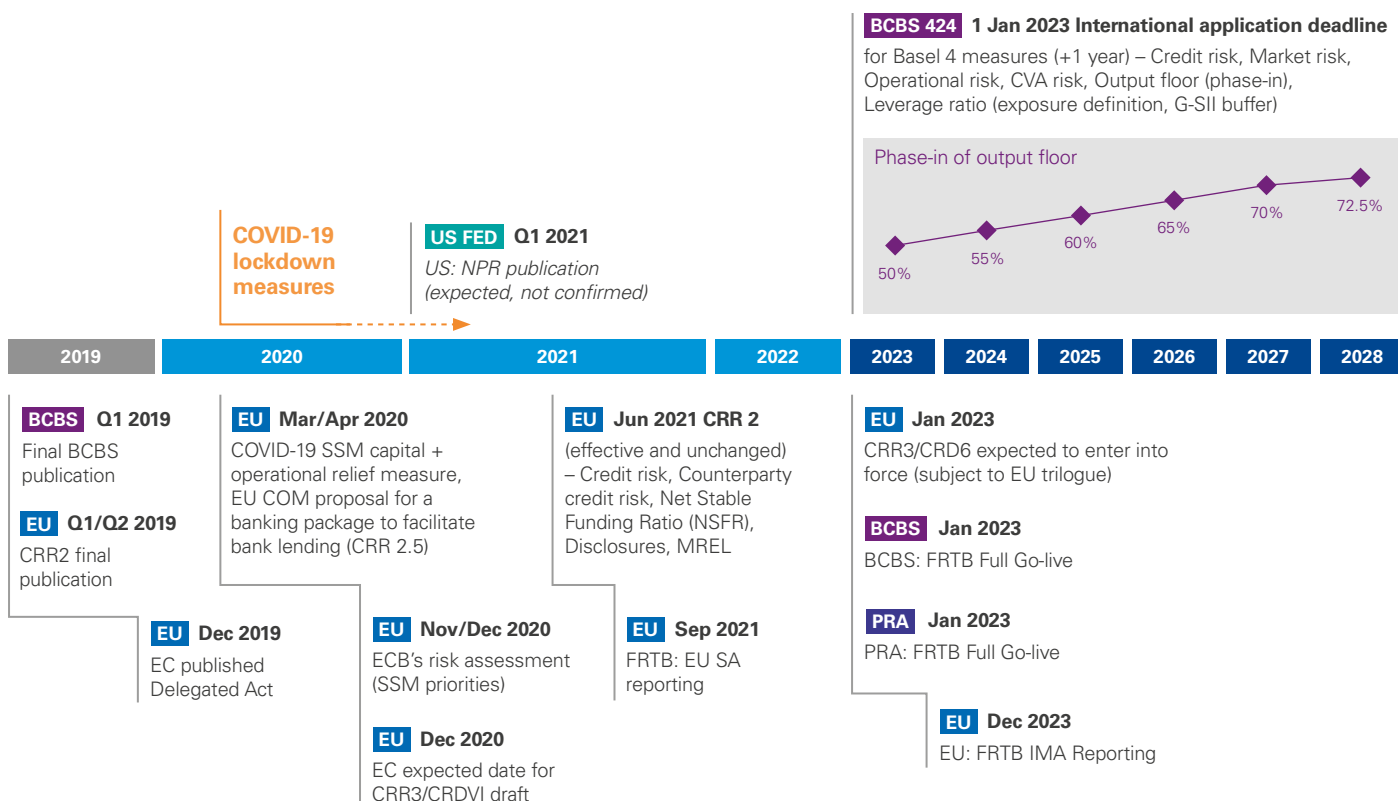 BCBS 424 1 Jan 2023 International application deadline
for Basel 4 measures (+1 year) – Credit risk, Market risk,
Operational risk, CVA risk, Output floor (phase-in),
Leverage ratio (exposure definition, G-SII buffer)
Phase-in of output floor
50%
55%
60%
65%
70%
72.5%
COVID-19
lockdown
measures
US FED Q1 2021
US: NPR publication
(expected, not confirmed)
2019
2020
2021
2022
2023
2024
2025
2026
2027
2028
BCBS Q1 2019
Final BCBS
publication
EU Q1/Q2 2019
CRR2 final
publication
EU Dec 2019
EC published
Delegated Act
EU Mar/Apr 2020
COVID-19 SSM capital +
operational relief measure,
EU COM proposal for a
banking package to facilitate
bank lending (CRR 2.5)
EU Nov/Dec 2020
ECB's risk assessment
(SSM priorities)
EU Dec 2020
EC expected date for
CRR3/CRDVI draft
EU Jun 2021 CRR 2
(effective and unchanged)
– Credit risk, Counterparty
credit risk, Net Stable
Funding Ratio (NSFR),
Disclosures, MREL
EU Sep 2021
FRTB: EU SA
reporting
EU Jan 2023
CRR3/CRD6 expected to enter into
force (subject to EU trilogue)
BCBS Jan 2023
BCBS: FRTB Full Go-live
PRA Jan 2023
PRA: FRTB Full Go-live
EU Dec 2023
EU: FRTB IMA Reporting